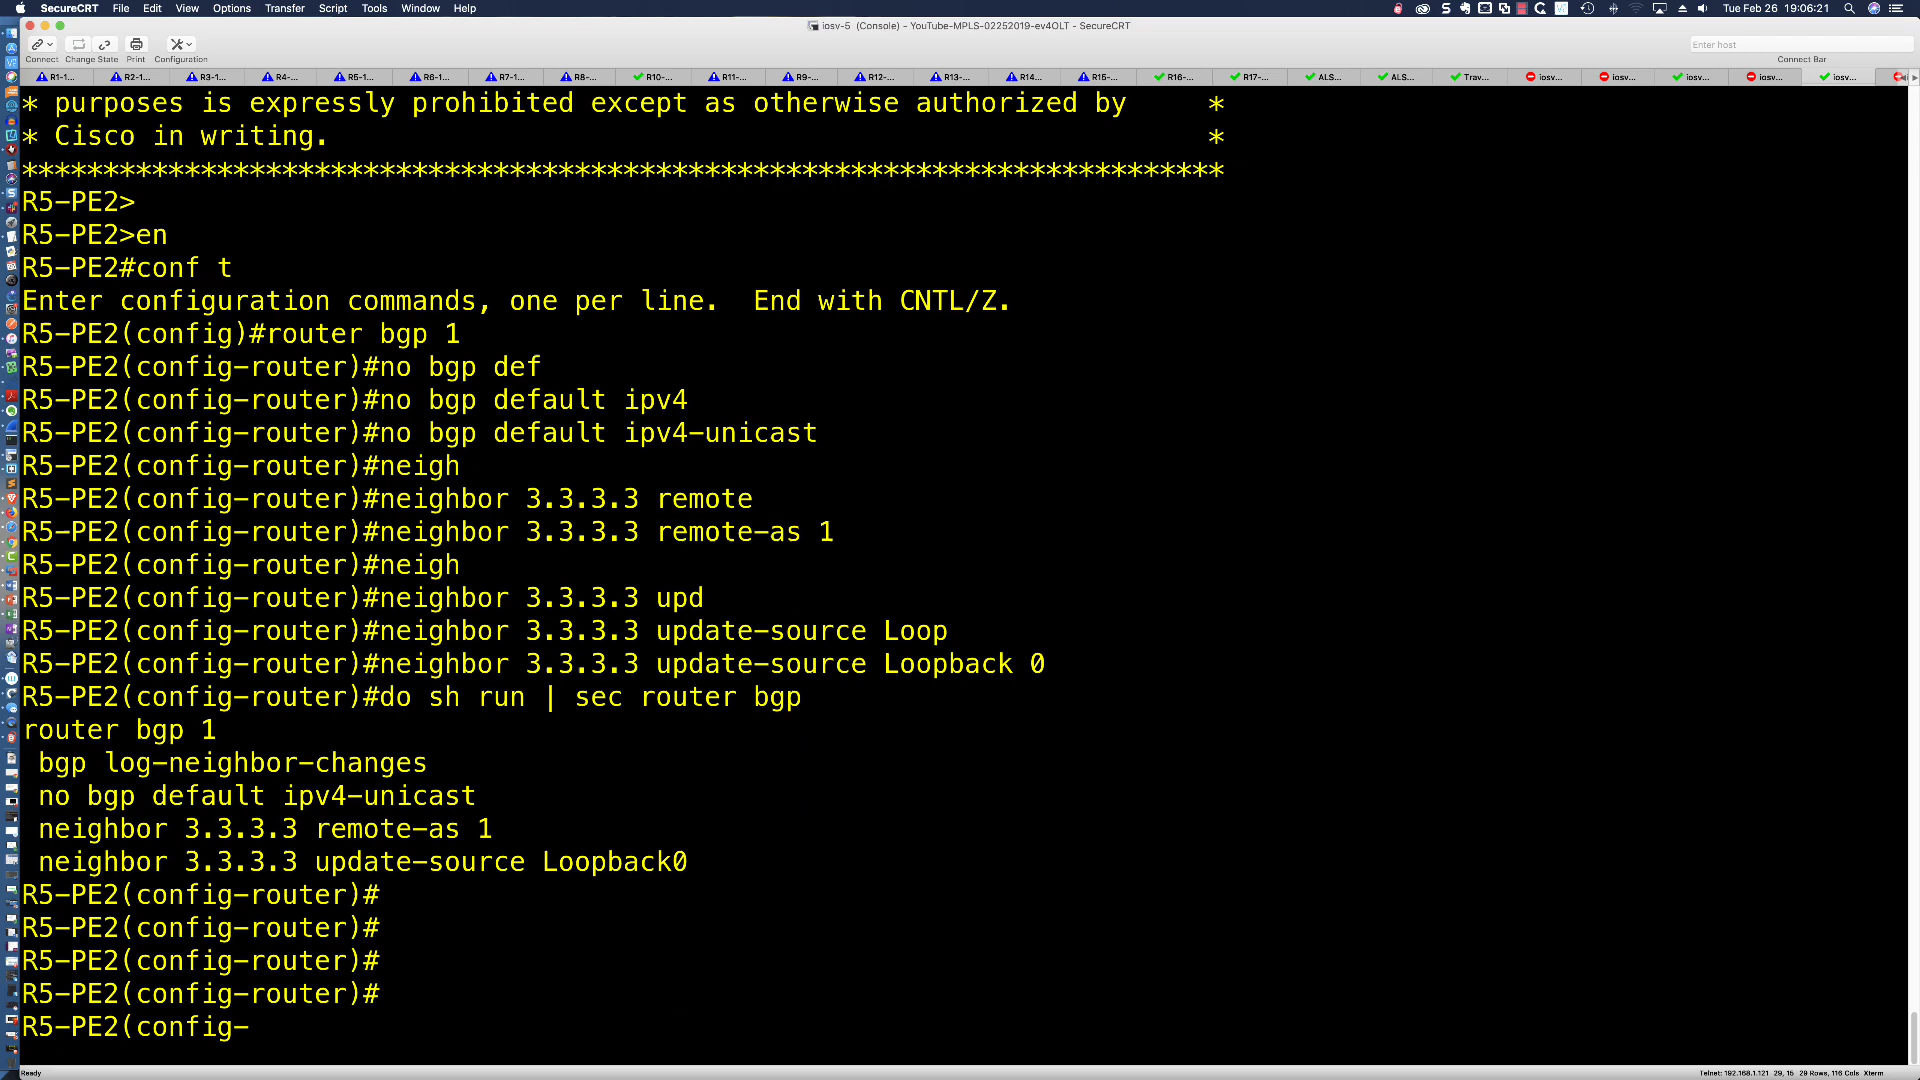 SecureCRT File Edit View Options Transfer Script Tools Window Help Tue Feb 26 19:06:21
iosv-5 (Console) - YouTube-MPLS-02252019-ev4OLT - SecureCRT
Enter host
Connect Change State Print Configuration Connect Bar
R1-1... R2-1... R3-1... R4-... R5-1... R6-1... R7-1... R8-... R10-... R11-... R9-... R12-... R13-... R14... R15-... R16-... R17-... ALS... ALS... Trav... iosv... iosv... iosv... iosv... iosv...
* purposes is expressly prohibited except as otherwise authorized by *
* Cisco in writing. *
**************************************************************************
R5-PE2>
R5-PE2>en
R5-PE2#conf t
Enter configuration commands, one per line. End with CNTL/Z.
R5-PE2(config)#router bgp 1
R5-PE2(config-router)#no bgp def
R5-PE2(config-router)#no bgp default ipv4
R5-PE2(config-router)#no bgp default ipv4-unicast
R5-PE2(config-router)#neigh
R5-PE2(config-router)#neighbor 3.3.3.3 remote
R5-PE2(config-router)#neighbor 3.3.3.3 remote-as 1
R5-PE2(config-router)#neigh
R5-PE2(config-router)#neighbor 3.3.3.3 upd
R5-PE2(config-router)#neighbor 3.3.3.3 update-source Loop
R5-PE2(config-router)#neighbor 3.3.3.3 update-source Loopback 0
R5-PE2(config-router)#do sh run | sec router bgp
router bgp 1
bgp log-neighbor-changes
no bgp default ipv4-unicast
neighbor 3.3.3.3 remote-as 1
neighbor 3.3.3.3 update-source Loopback0
R5-PE2(config-router)#
R5-PE2(config-router)#
R5-PE2(config-router)#
R5-PE2(config-router)#
R5-PE2(config-
Ready Telnet: 192.168.1.121 29, 15 29 Rows, 116 Cols Xterm